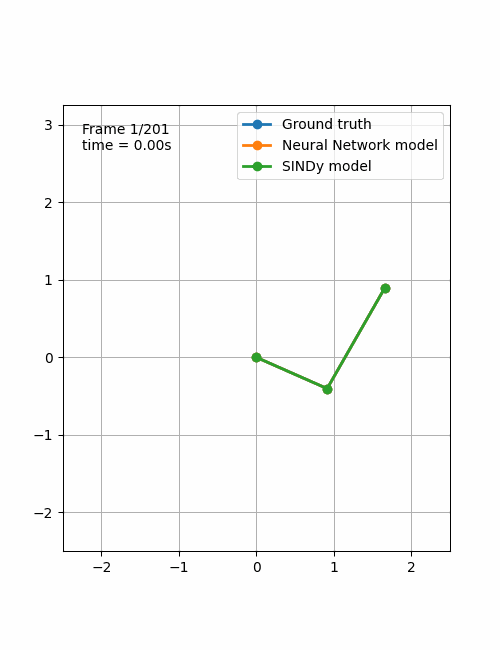 Frame 1/201
time = 0.00s
Ground truth
Neural Network model
SINDy model
3
2
1
0
−1
−2
−2 −1 0 1 2